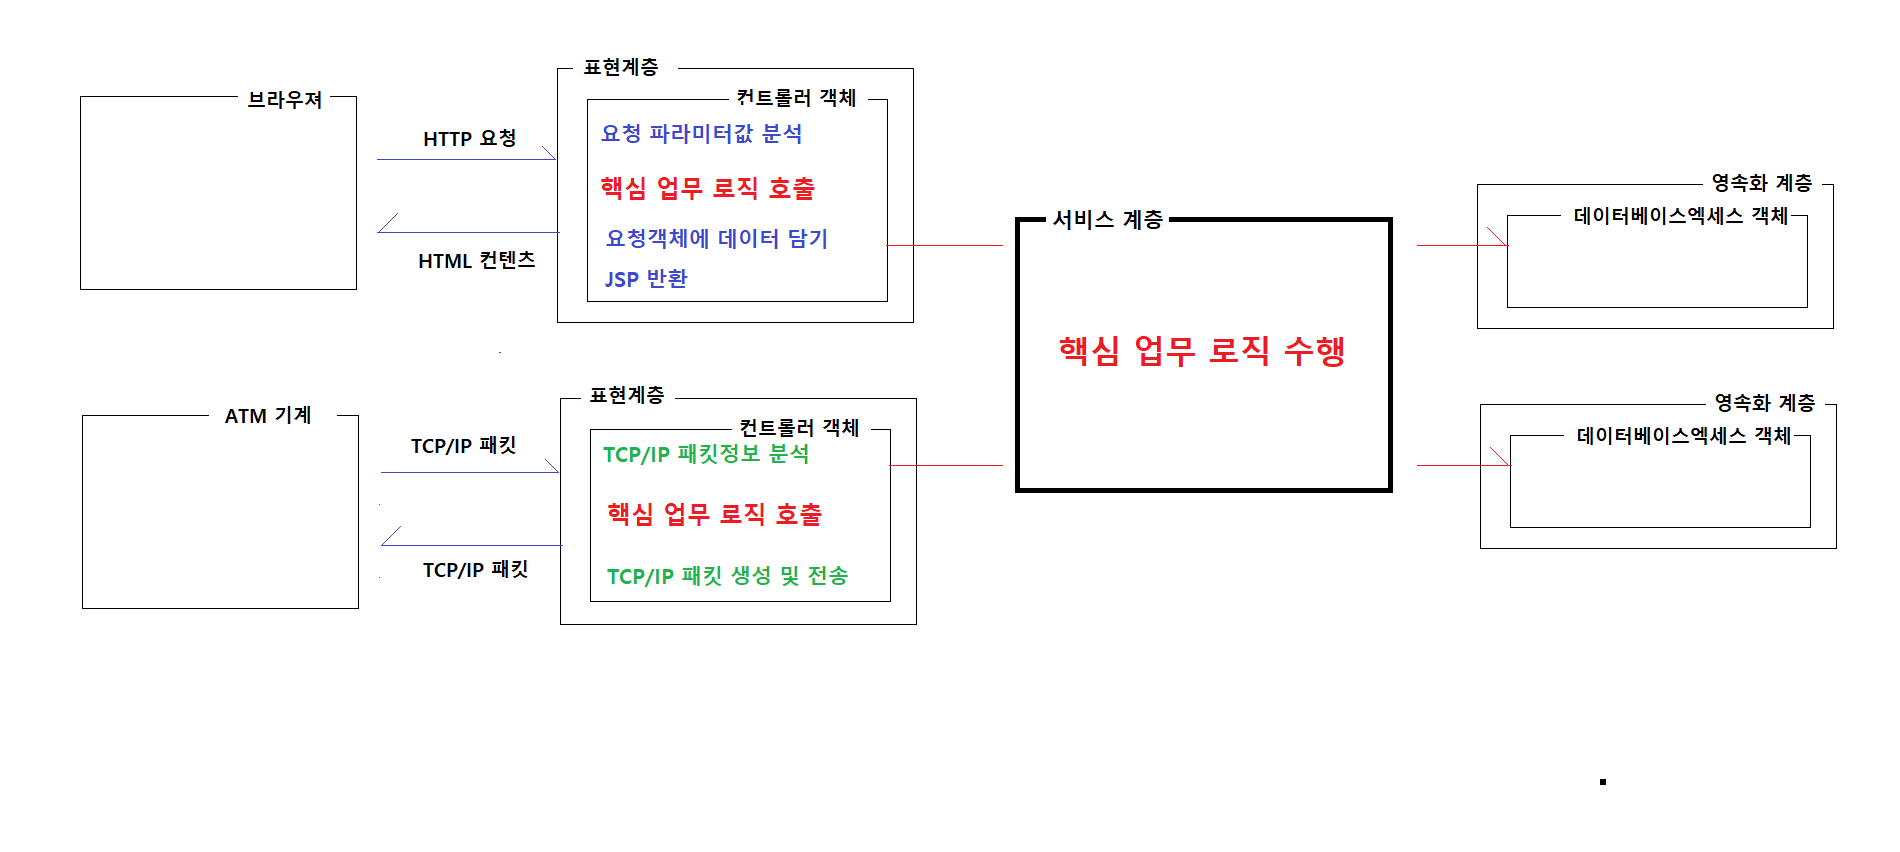 브라우져
HTTP 요청
HTML 컨텐츠
표현계층
컨트롤러 객체
요청 파라미터값 분석
핵심 업무 로직 호출
요청객체에 데이터 담기
JSP 반환
ATM 기계
TCP/IP 패킷
TCP/IP 패킷
표현계층
컨트롤러 객체
TCP/IP 패킷정보 분석
핵심 업무 로직 호출
TCP/IP 패킷 생성 및 전송
서비스 계층
핵심 업무 로직 수행
영속화 계층
데이터베이스엑세스 객체
영속화 계층
데이터베이스엑세스 객체